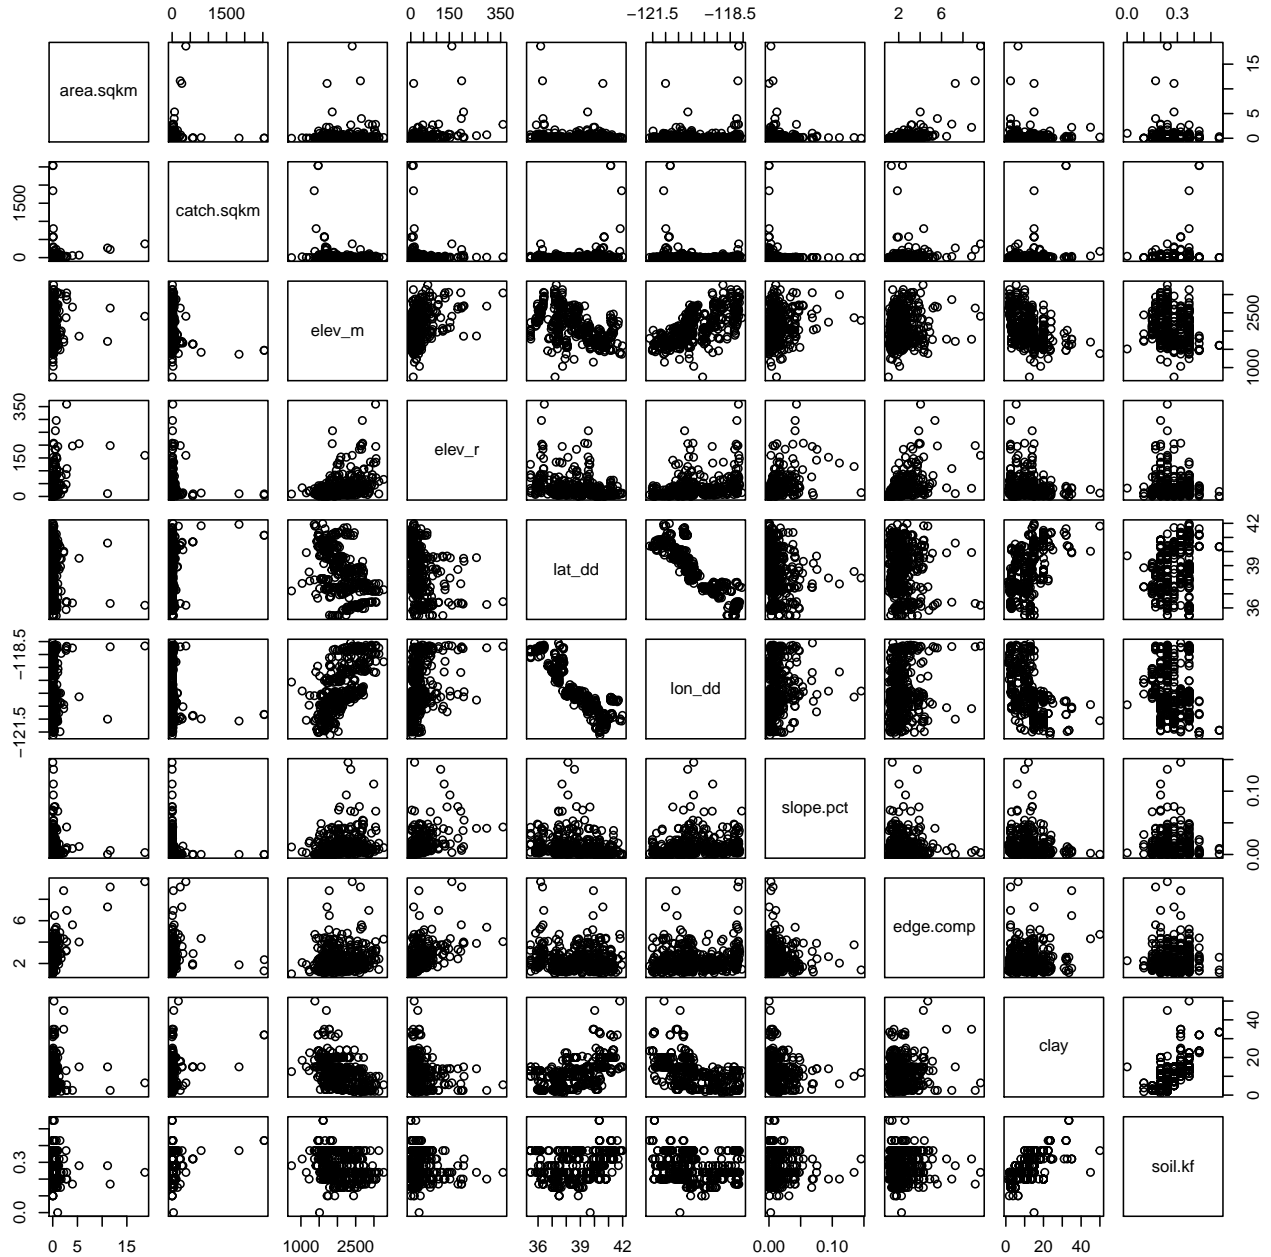 0 1500 0 150 350 −121.5 −118.5 2 6 0.0 0.3
area.sqkm 0 5 15
0 1500 catch.sqkm
elev_m 1000 2500
0 150 350 elev_r
lat_dd 36 39 42
−121.5 −118.5 lon_dd
slope.pct 0.00 0.10
2 6 edge.comp
clay 0 20 40
0.0 0.3 soil.kf
0 5 15 1000 2500 36 39 42 0.00 0.10 0 20 40